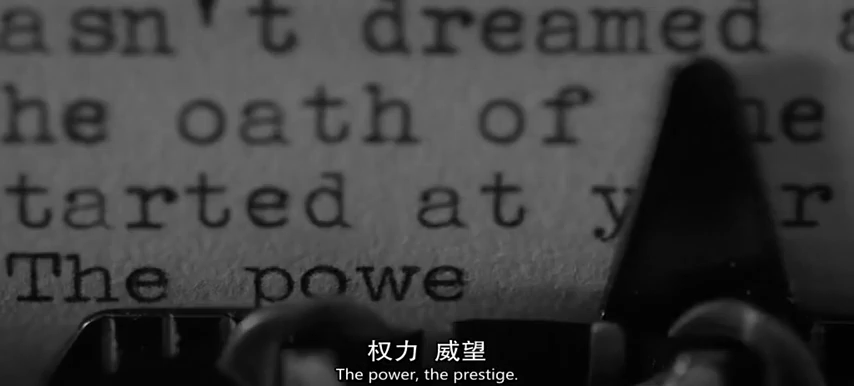 asn't dreamed a
he oath of
tarted at
The powe
权力 威望
The power, the prestige.